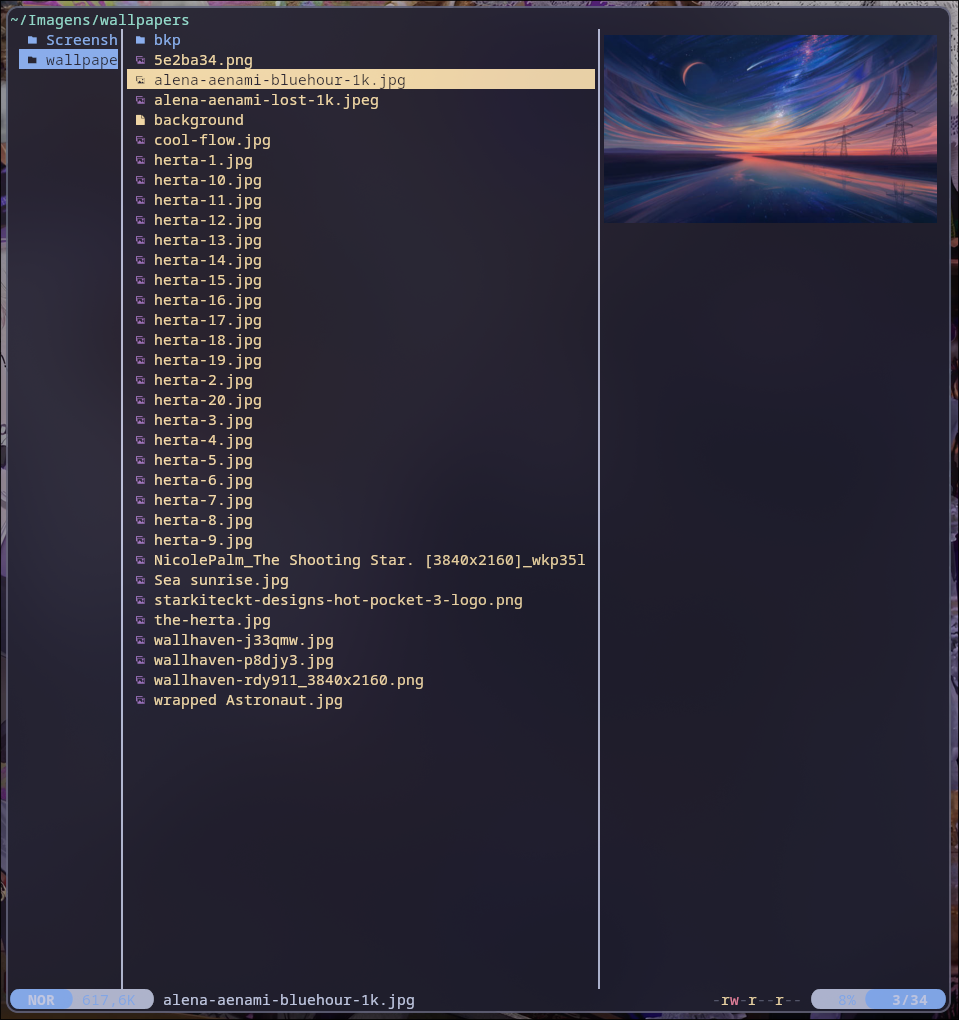 ~/Imagens/wallpapers
Screensh
wallpape
bkp
5e2ba34.png
alena-aenami-bluehour-1k.jpg
alena-aenami-lost-1k.jpeg
background
cool-flow.jpg
herta-1.jpg
herta-10.jpg
herta-11.jpg
herta-12.jpg
herta-13.jpg
herta-14.jpg
herta-15.jpg
herta-16.jpg
herta-17.jpg
herta-18.jpg
herta-19.jpg
herta-2.jpg
herta-20.jpg
herta-3.jpg
herta-4.jpg
herta-5.jpg
herta-6.jpg
herta-7.jpg
herta-8.jpg
herta-9.jpg
NicolePalm_The Shooting Star. [3840x2160]_wkp35l
Sea sunrise.jpg
starkiteckt-designs-hot-pocket-3-logo.png
the-herta.jpg
wallhaven-j33qmw.jpg
wallhaven-p8djy3.jpg
wallhaven-rdy911_3840x2160.png
wrapped Astronaut.jpg
NOR 617,6K alena-aenami-bluehour-1k.jpg -rw-r--r-- 8% 3/34